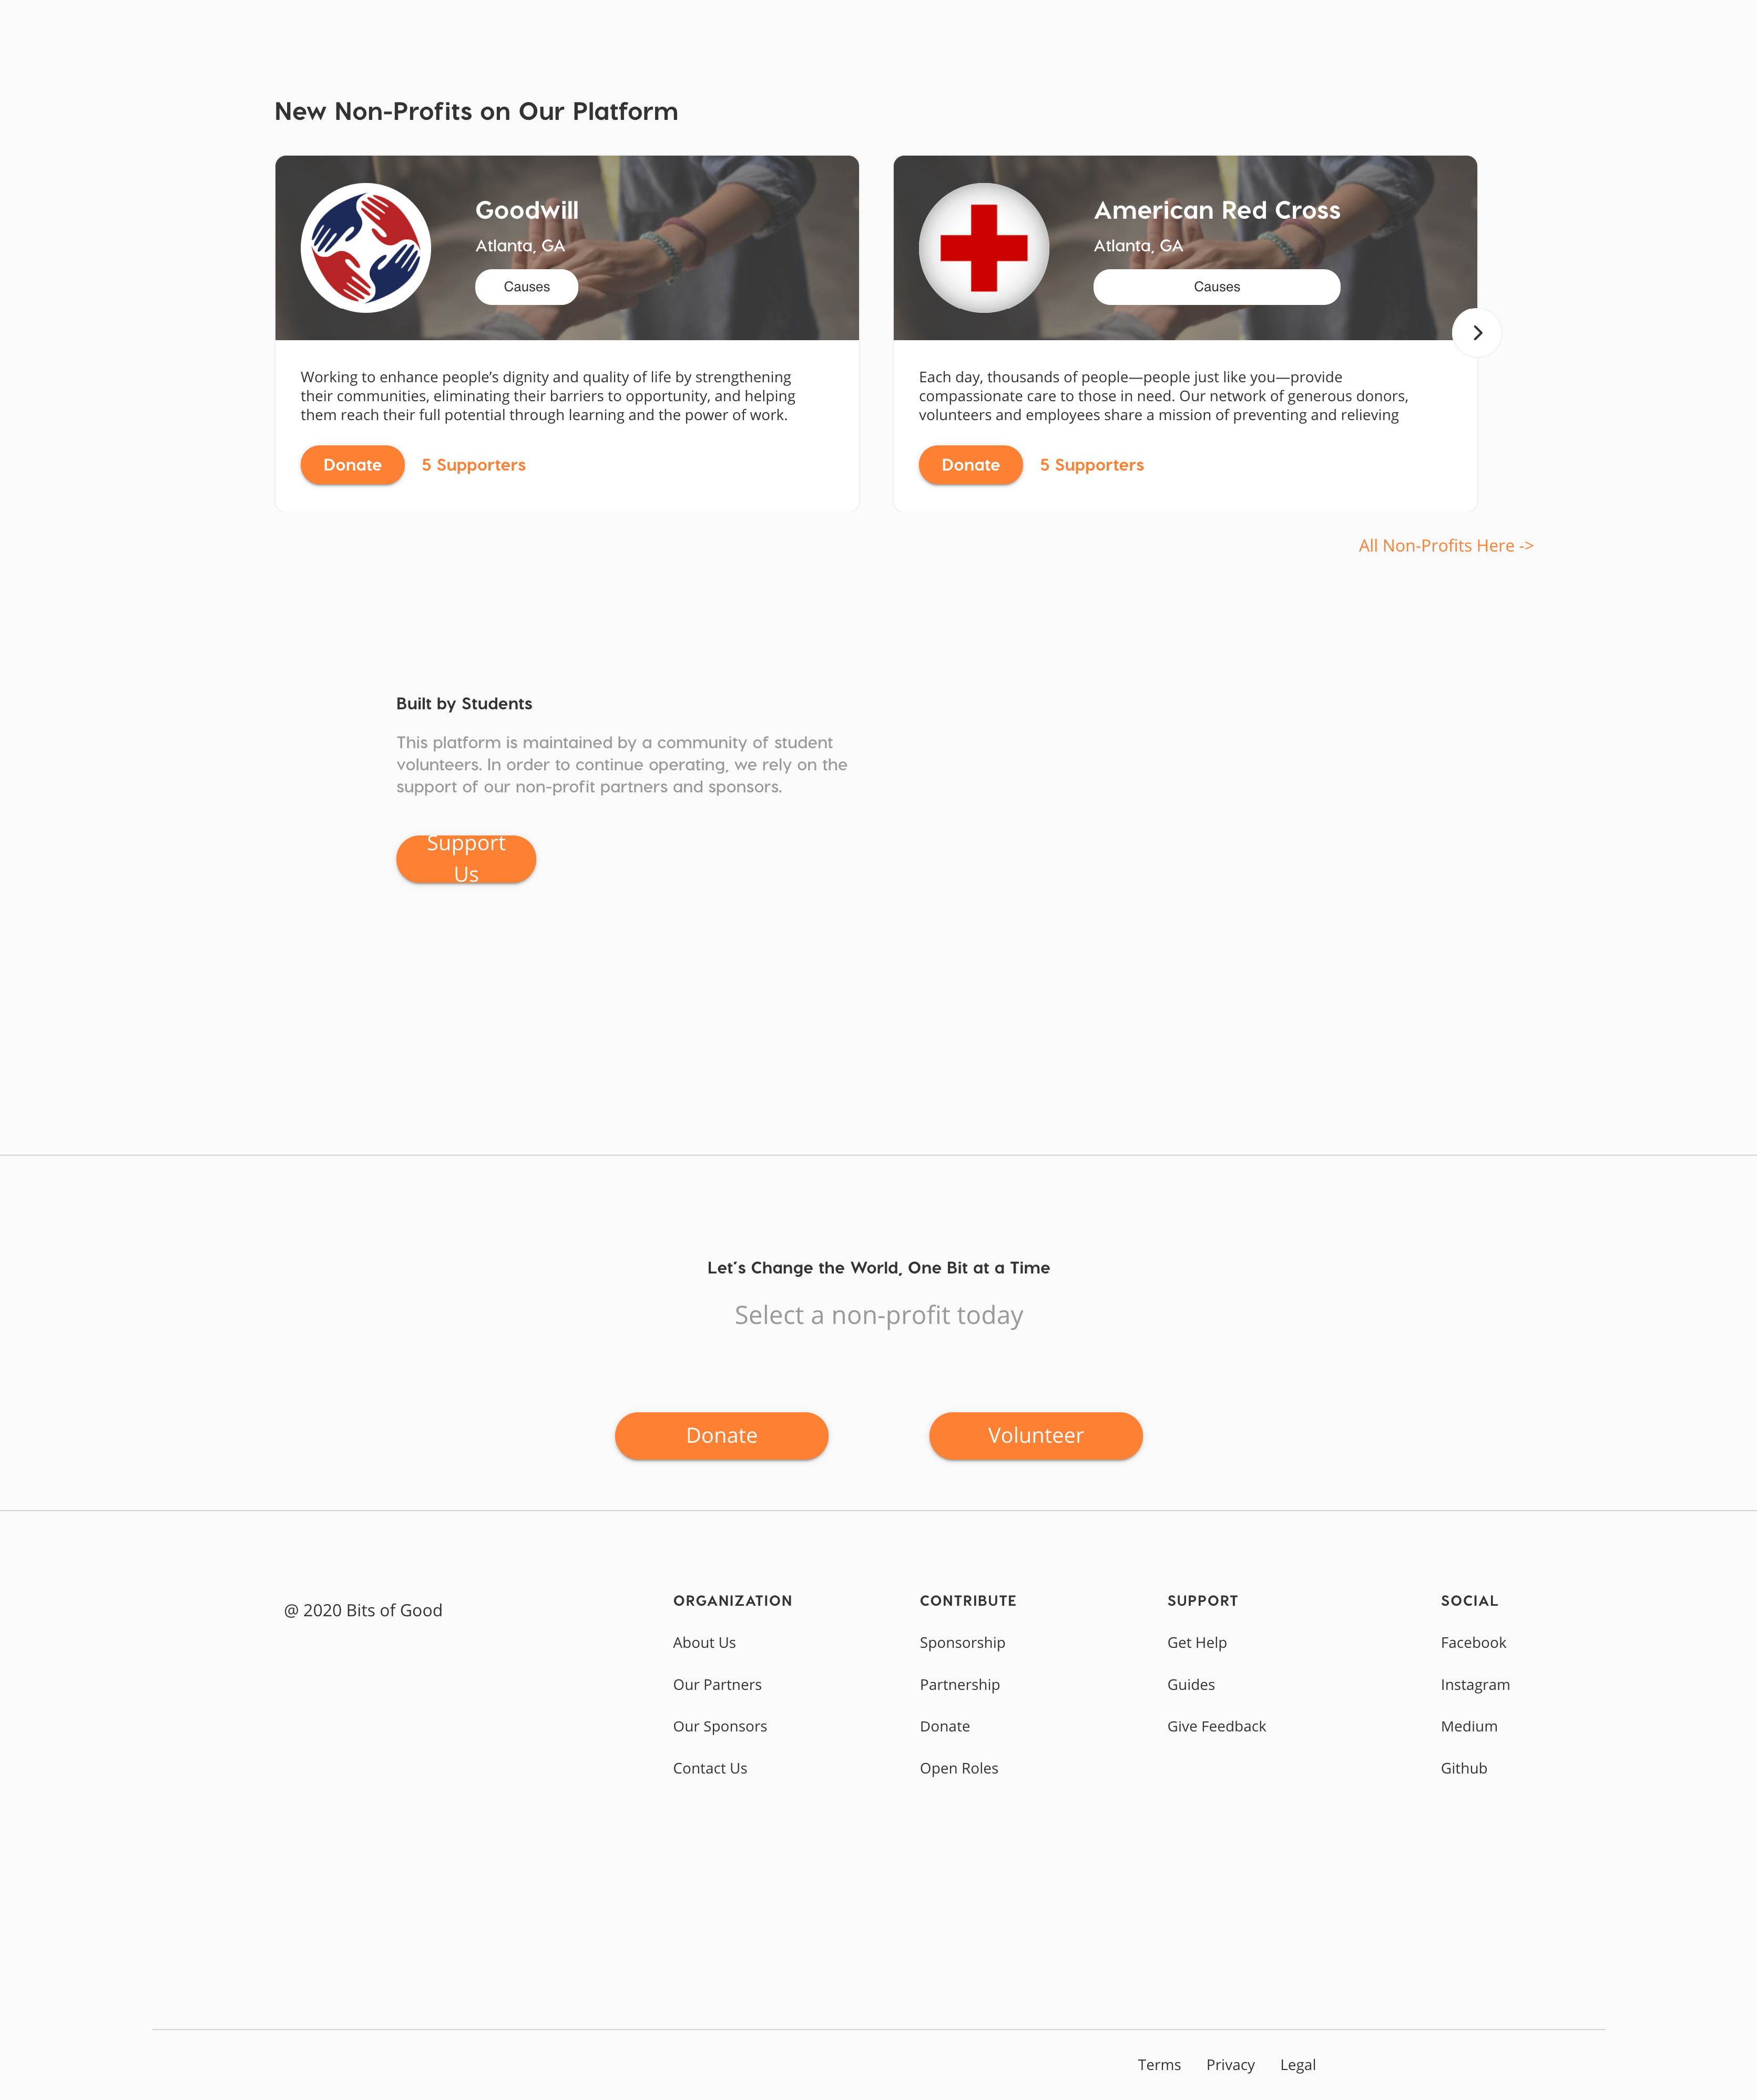 New Non-Profits on Our Platform
Goodwill
Atlanta, GA
Causes
Working to enhance people’s dignity and quality of life by strengthening
their communities, eliminating their barriers to opportunity, and helping
them reach their full potential through learning and the power of work.
Donate
5 Supporters
American Red Cross
Atlanta, GA
Causes
Each day, thousands of people—people just like you—provide
compassionate care to those in need. Our network of generous donors,
volunteers and employees share a mission of preventing and relieving
Donate
5 Supporters
All Non-Profits Here ->
Built by Students
This platform is maintained by a community of student
volunteers. In order to continue operating, we rely on the
support of our non-profit partners and sponsors.
Support
Us
Let's Change the World, One Bit at a Time
Select a non-profit today
Donate
Volunteer
@ 2020 Bits of Good
ORGANIZATION
About Us
Our Partners
Our Sponsors
Contact Us
CONTRIBUTE
Sponsorship
Partnership
Donate
Open Roles
SUPPORT
Get Help
Guides
Give Feedback
SOCIAL
Facebook
Instagram
Medium
Github
Terms
Privacy
Legal